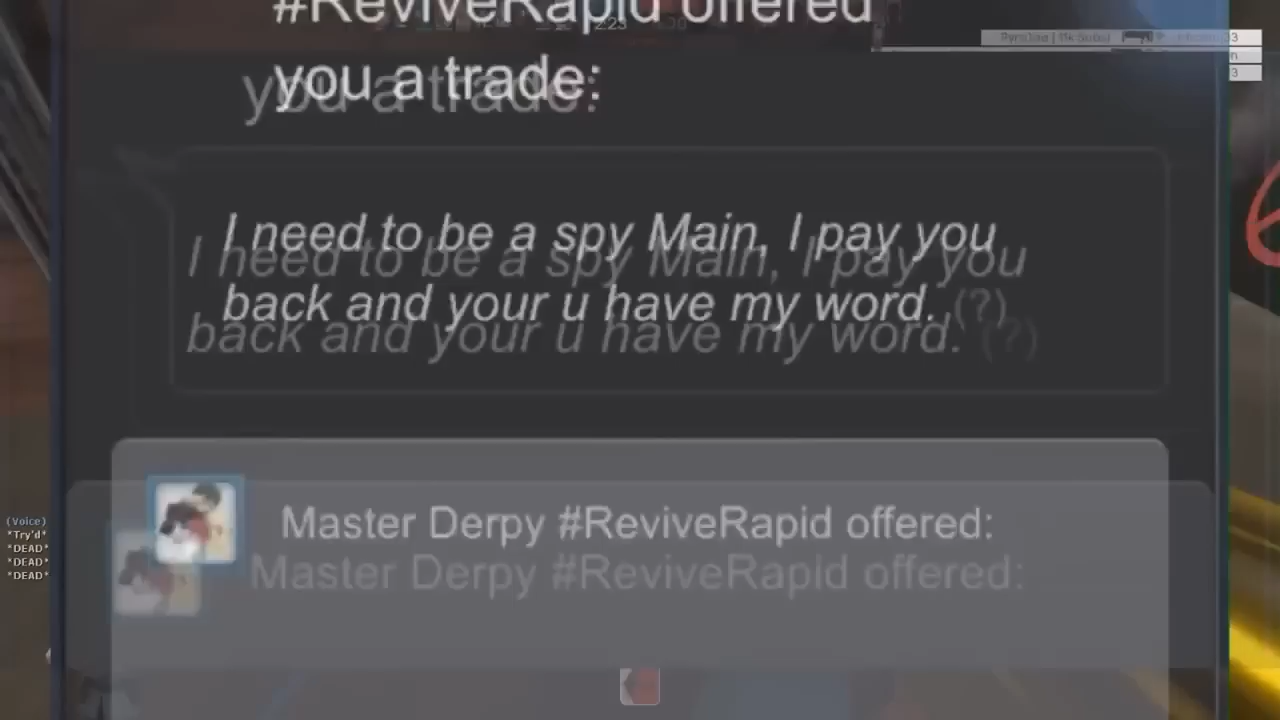 #ReviveRapid offered
you a trade:
I need to be a spy Main, I pay you
back and your u have my word. (?)
Master Derpy #ReviveRapid offered:
(Voice)
*Try'd*
*DEAD*
*DEAD*
*DEAD*